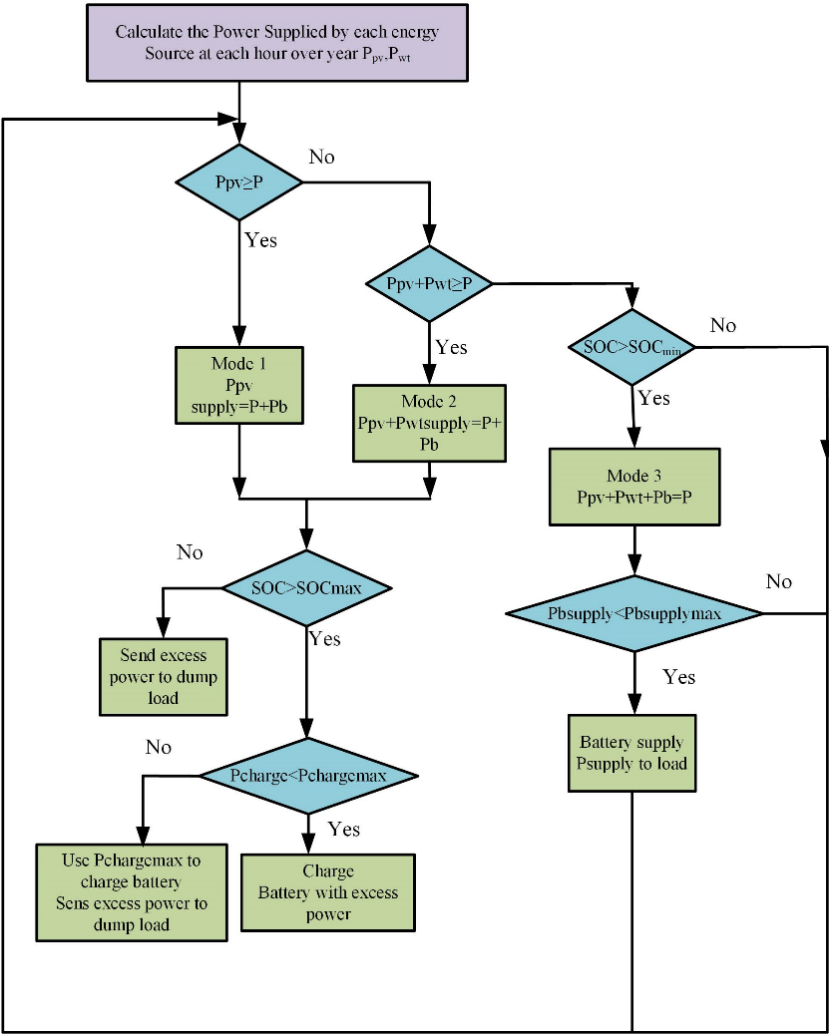 Calculate the Power Supplied by each energy
Source at each hour over year Ppv,Pwt
No
Ppv≥P
Yes
Ppv+Pwt≥P
No
SOC>SOCmin
Yes
Mode 1
Ppv
supply=P+Pb
Yes
Mode 2
Ppv+Pwtsupply=P+
Pb
Mode 3
Ppv+Pwt+Pb=P
No
SOC>SOCmax
Yes
No
Pbsupply<Pbsupplymax
Yes
Send excess
power to dump
load
Battery supply
Psupply to load
No
Pcharge<Pchargemax
Yes
Use Pchargemax to
charge battery
Sens excess power to
dump load
Charge
Battery with excess
power